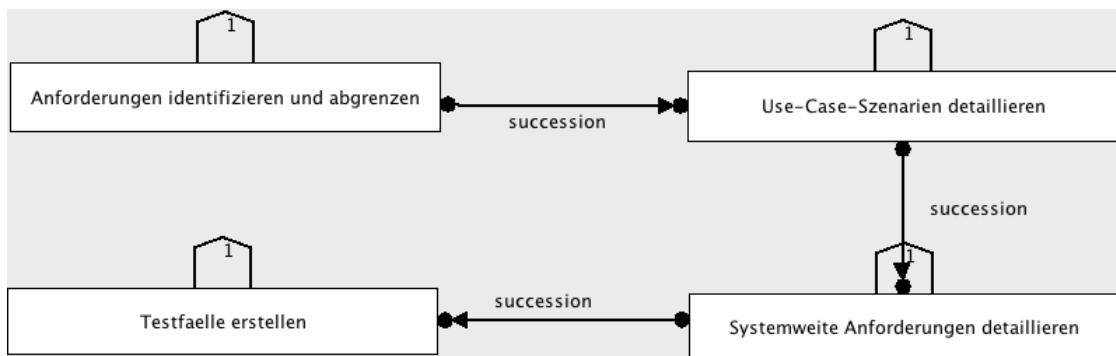 1
1
Anforderungen identifizieren und abgrenzen
Use-Case-Szenarien detaillieren
succession
succession
1
1
succession
Testfaelle erstellen
Systemweite Anforderungen detaillieren